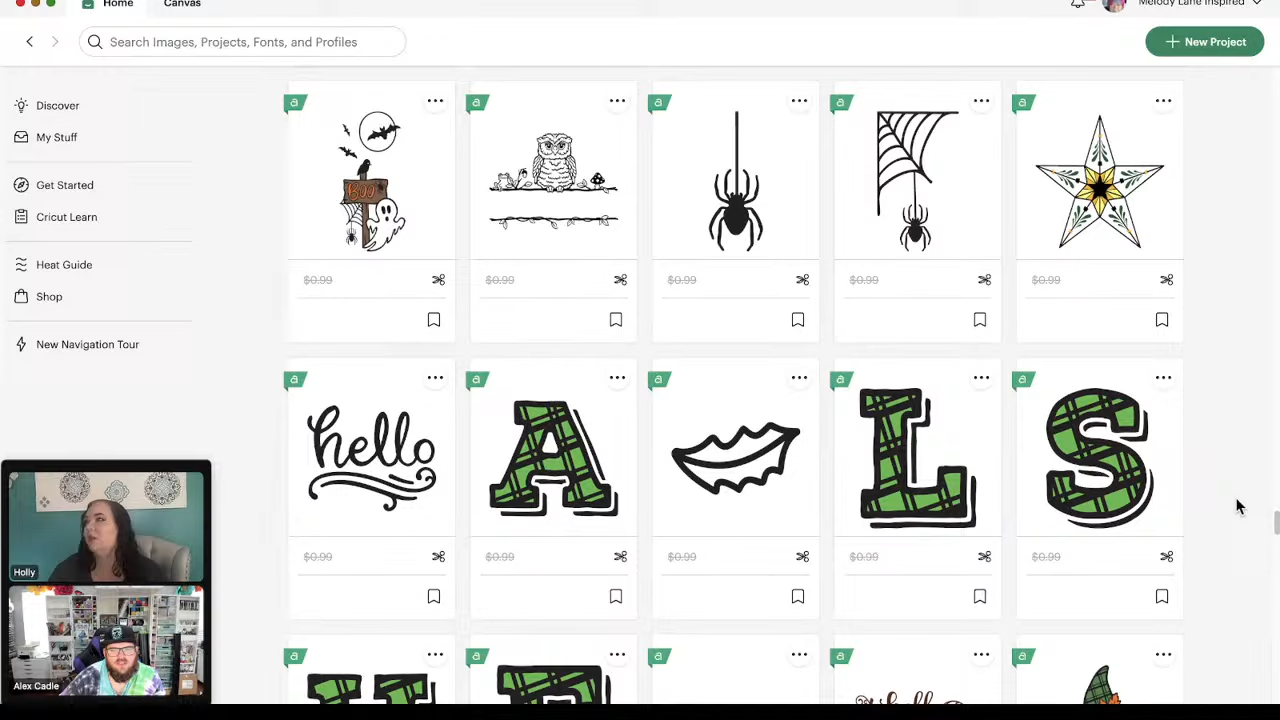 Home
Canvas
Melody Lane Inspired
Search Images, Projects, Fonts, and Profiles
New Project
Discover
My Stuff
Get Started
Cricut Learn
Heat Guide
Shop
New Navigation Tour
a
a
a
a
a
BOO
$0.99
$0.99
$0.99
$0.99
$0.99
a
a
a
a
a
hello
A
L
S
$0.99
$0.99
$0.99
$0.99
$0.99
a
a
a
a
a
Holly
Alex Cadle